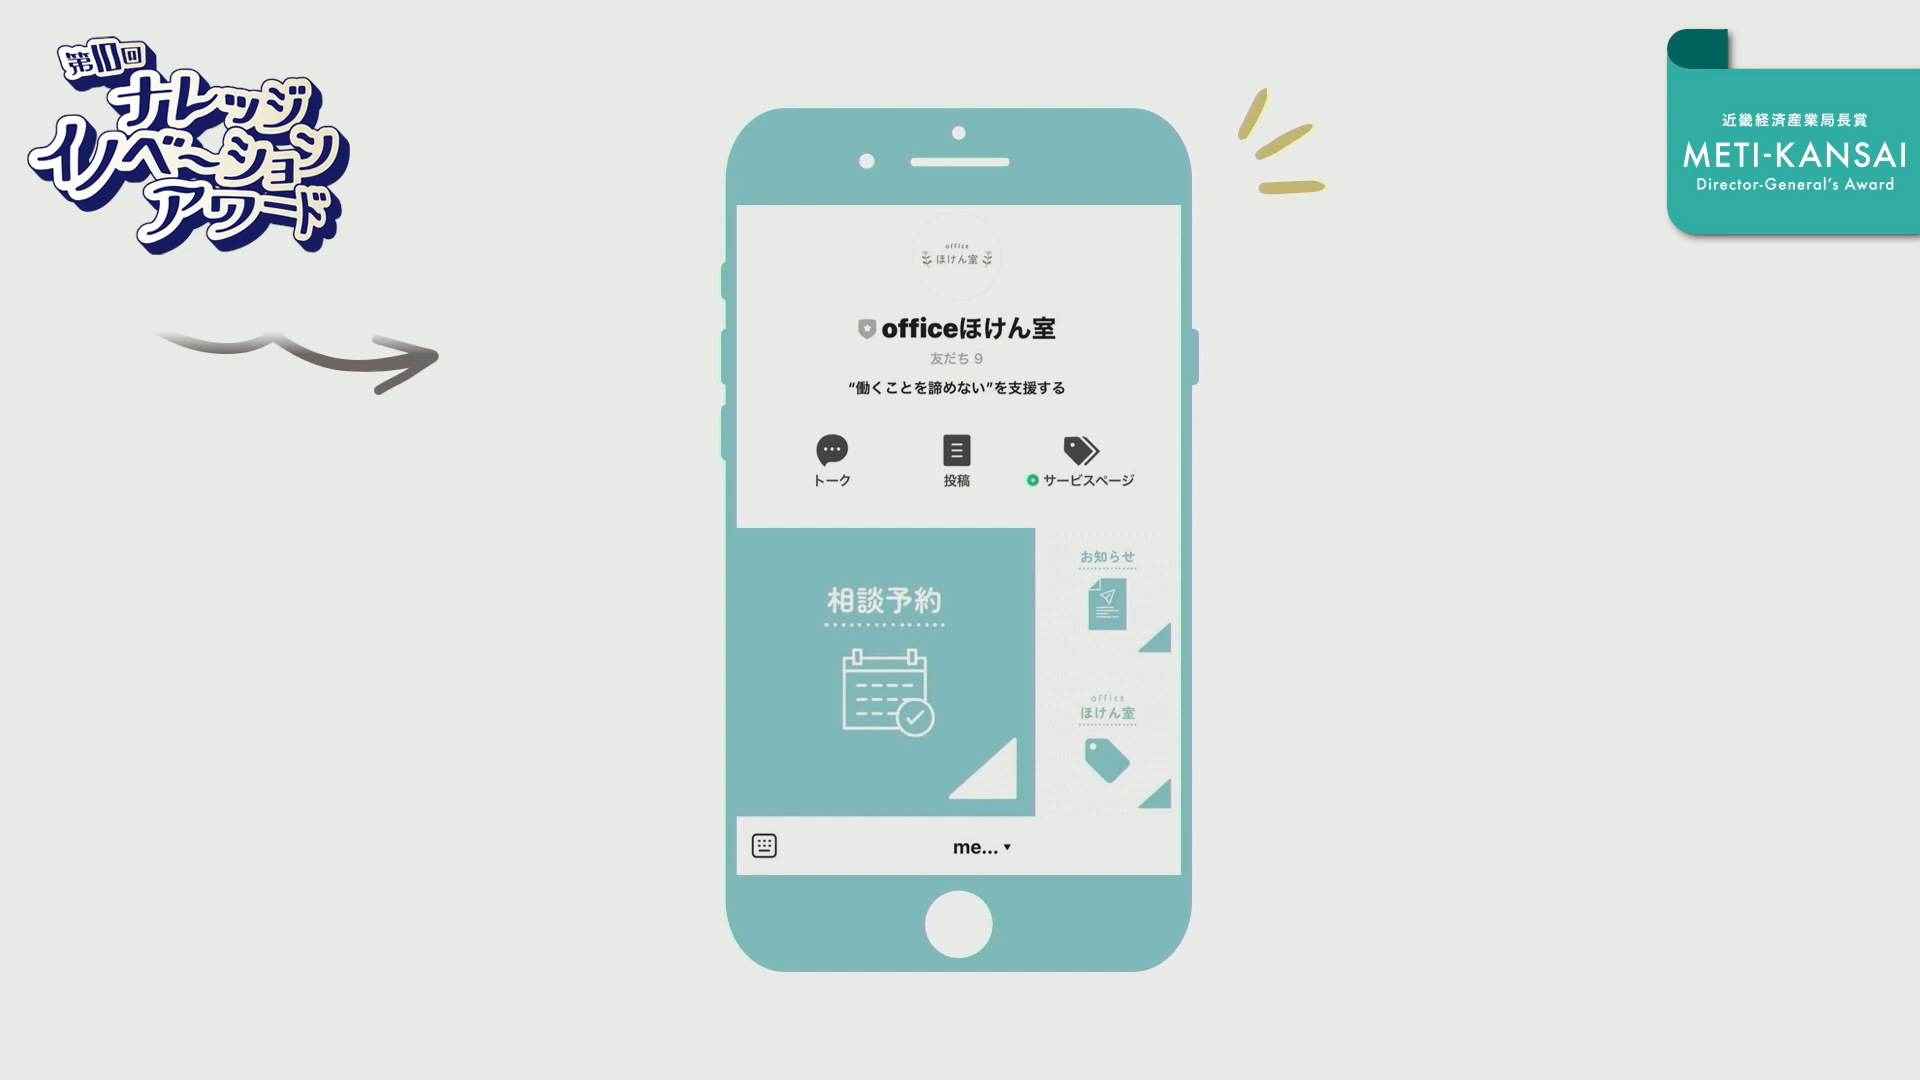 第10回
ナレッジ
イノベーション
アワード
近畿経済産業局長賞
METI-KANSAI
Director-General's Award
office
ほけん室
officeほけん室
友だち 9
“働くことを諦めない”を支援する
トーク
投稿
サービスページ
相談予約
お知らせ
office
ほけん室
me... ▾